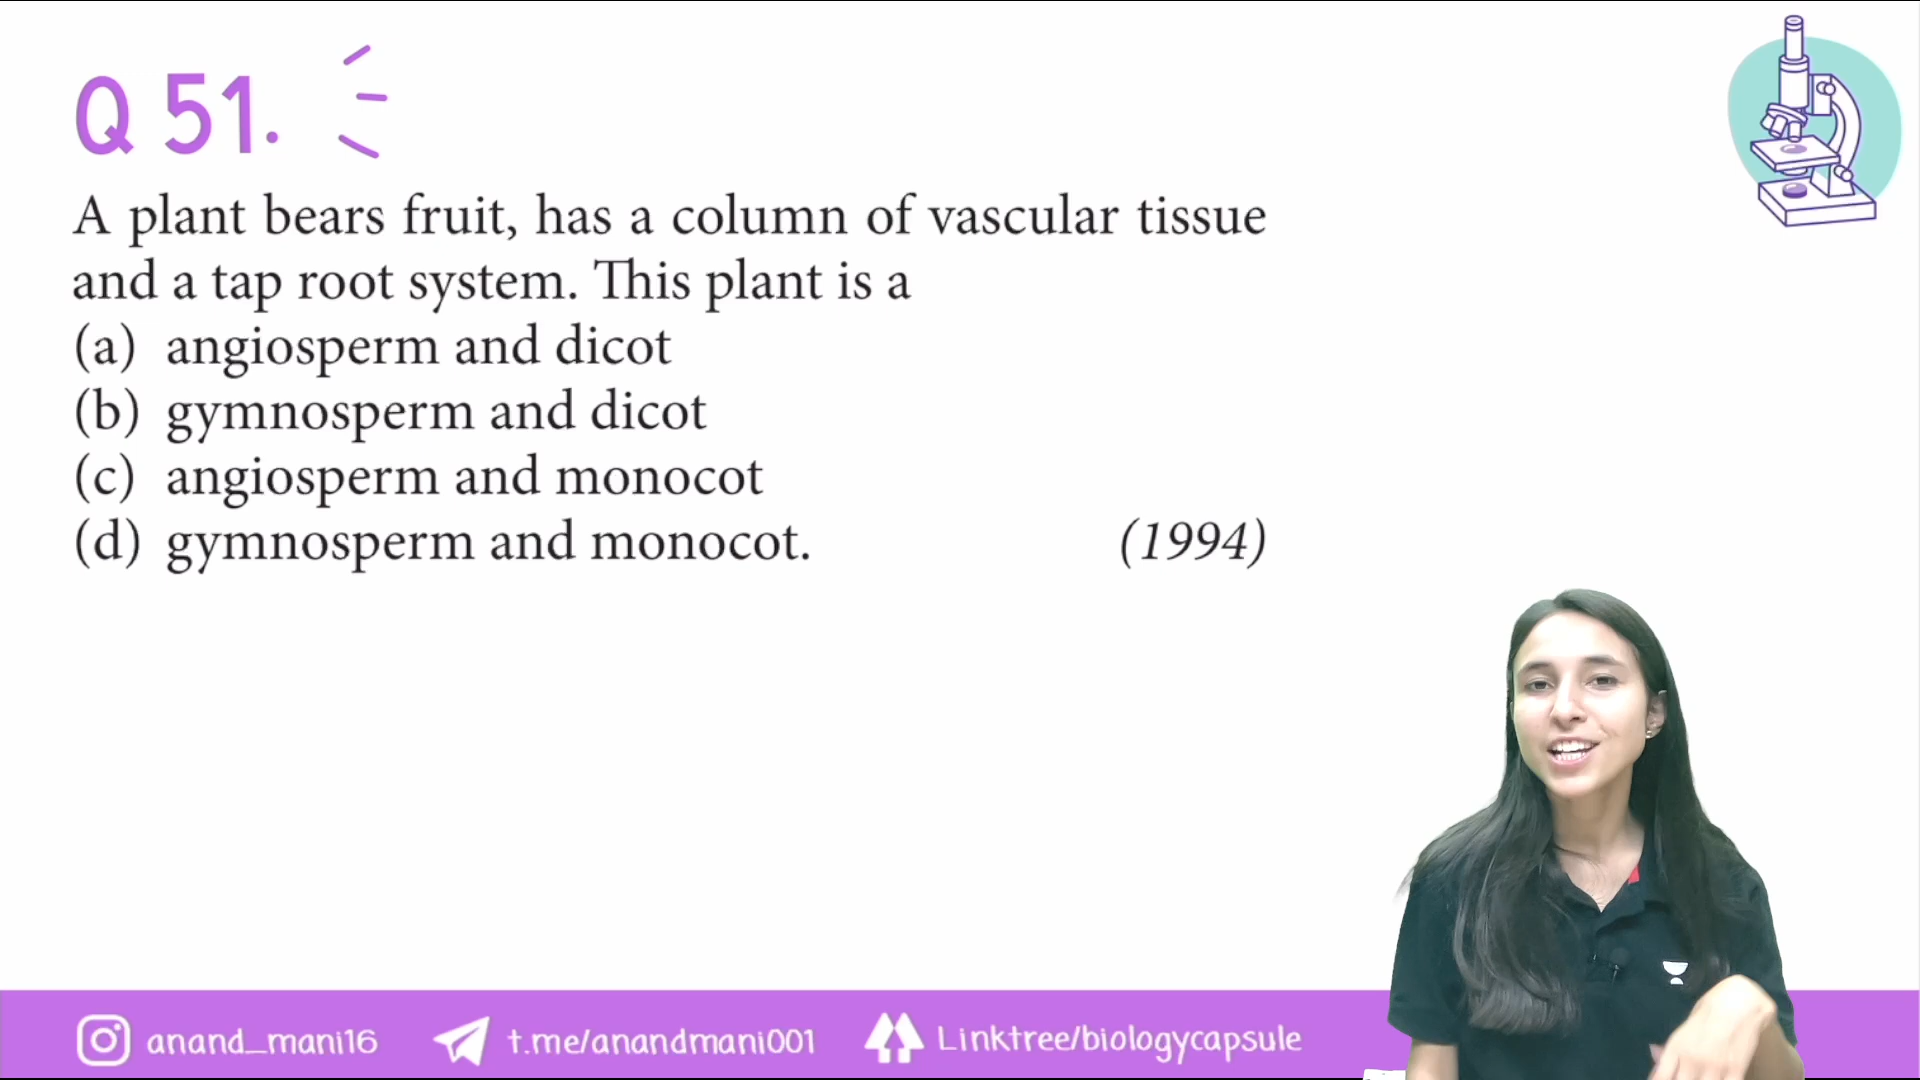 Q 51.
A plant bears fruit, has a column of vascular tissue
and a tap root system. This plant is a
(a) angiosperm and dicot
(b) gymnosperm and dicot
(c) angiosperm and monocot
(d) gymnosperm and monocot. (1994)
anand_mani16 t.me/anandmani001 Linktree/biologycapsule